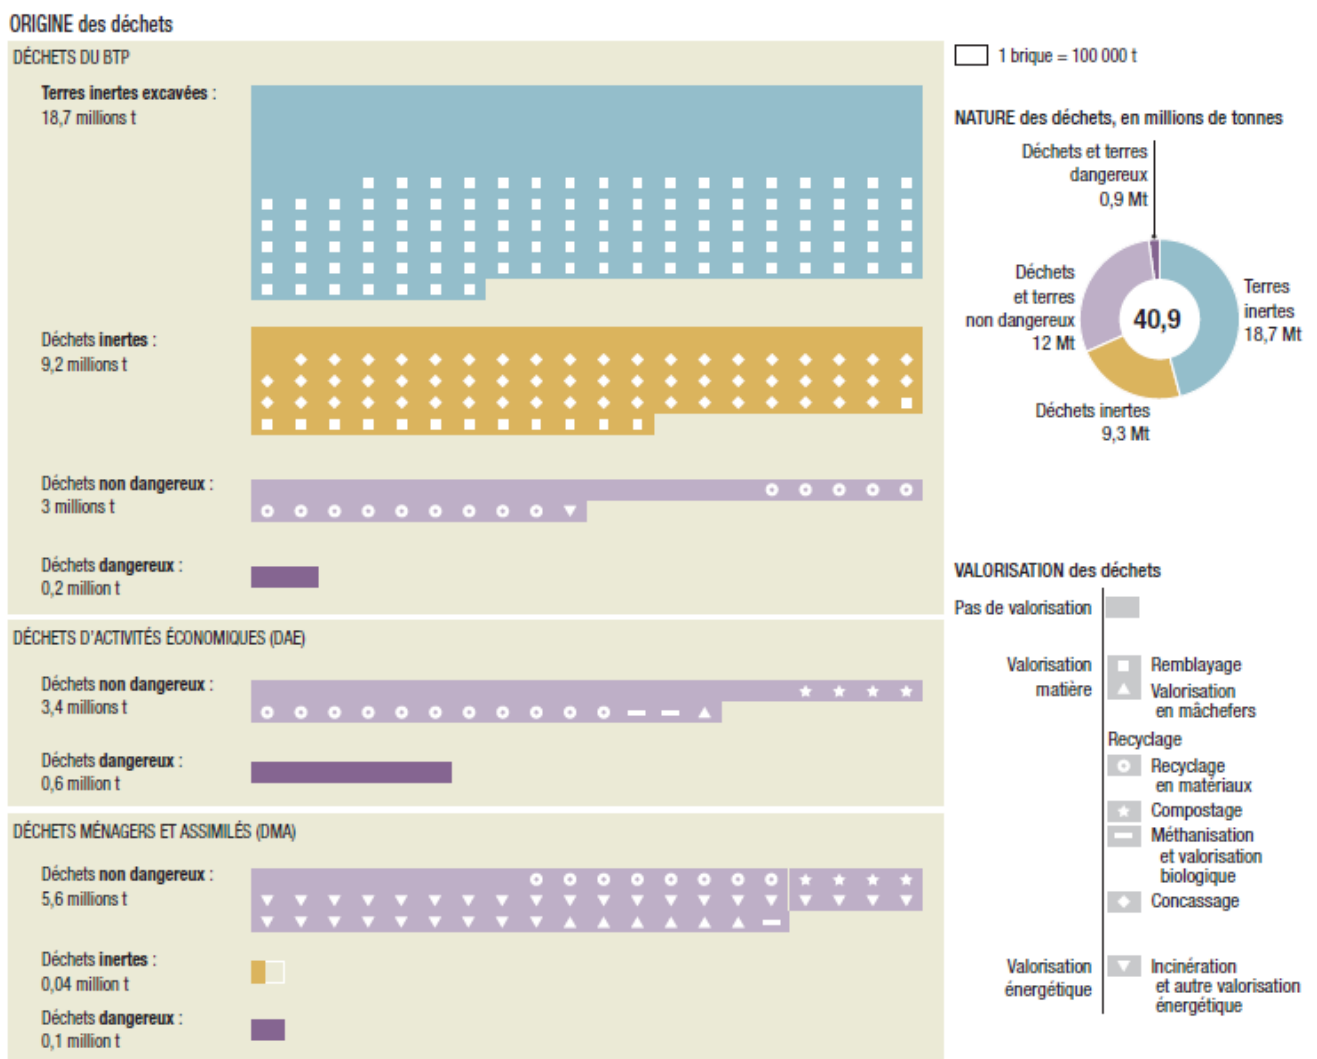 ORIGINE des déchets
DÉCHETS DU BTP
Terres inertes excavées :
18,7 millions t
Déchets inertes :
9,2 millions t
Déchets non dangereux :
3 millions t
Déchets dangereux :
0,2 million t
DÉCHETS D'ACTIVITÉS ÉCONOMIQUES (DAE)
Déchets non dangereux :
3,4 millions t
Déchets dangereux :
0,6 million t
DÉCHETS MÉNAGERS ET ASSIMILÉS (DMA)
Déchets non dangereux :
5,6 millions t
Déchets inertes :
0,04 million t
Déchets dangereux :
0,1 million t
1 brique = 100 000 t
NATURE des déchets, en millions de tonnes
Déchets et terres
dangereux
0,9 Mt
Déchets
et terres
non dangereux
12 Mt
40,9
Terres
inertes
18,7 Mt
Déchets inertes
9,3 Mt
VALORISATION des déchets
Pas de valorisation
Valorisation
matière
Remblayage
Valorisation
en mâchefers
Recyclage
Recyclage
en matériaux
Compostage
Méthanisation
et valorisation
biologique
Concassage
Valorisation
énergétique
Incinération
et autre valorisation
énergétique